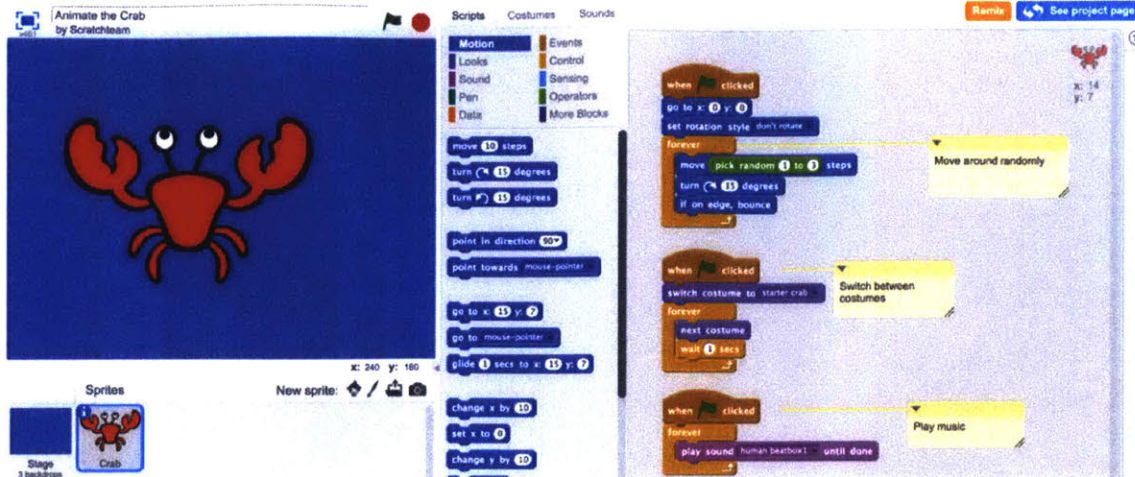 Animate the Crab
by Scratchteam
Scripts
Costumes
Sounds
Remix
See project page
Motion
Looks
Sound
Pen
Data
Events
Control
Sensing
Operators
More Blocks
x: 14
y: 7
move 10 steps
turn 15 degrees
turn 15 degrees
point in direction 90
point towards mouse-pointer
go to x: 15 y: 7
go to mouse-pointer
glide 1 secs to x: 15 y: 7
change x by 10
set x to 0
change y by 10
when clicked
go to x: 0 y: 0
set rotation style don't rotate
forever
move pick random 1 to 3 steps
turn 15 degrees
if on edge, bounce
Move around randomly
when clicked
switch costume to starter crab
forever
next costume
wait 1 secs
Switch between
costumes
when clicked
forever
play sound human beatbox1 until done
Play music
x: 240 y: 180
Sprites
New sprite:
Stage
3 backdrops
Crab